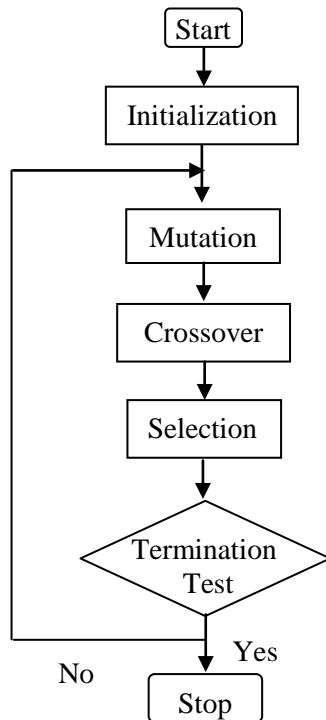 Start
Initialization
Mutation
Crossover
Selection
Termination
Test
Yes
No
Stop